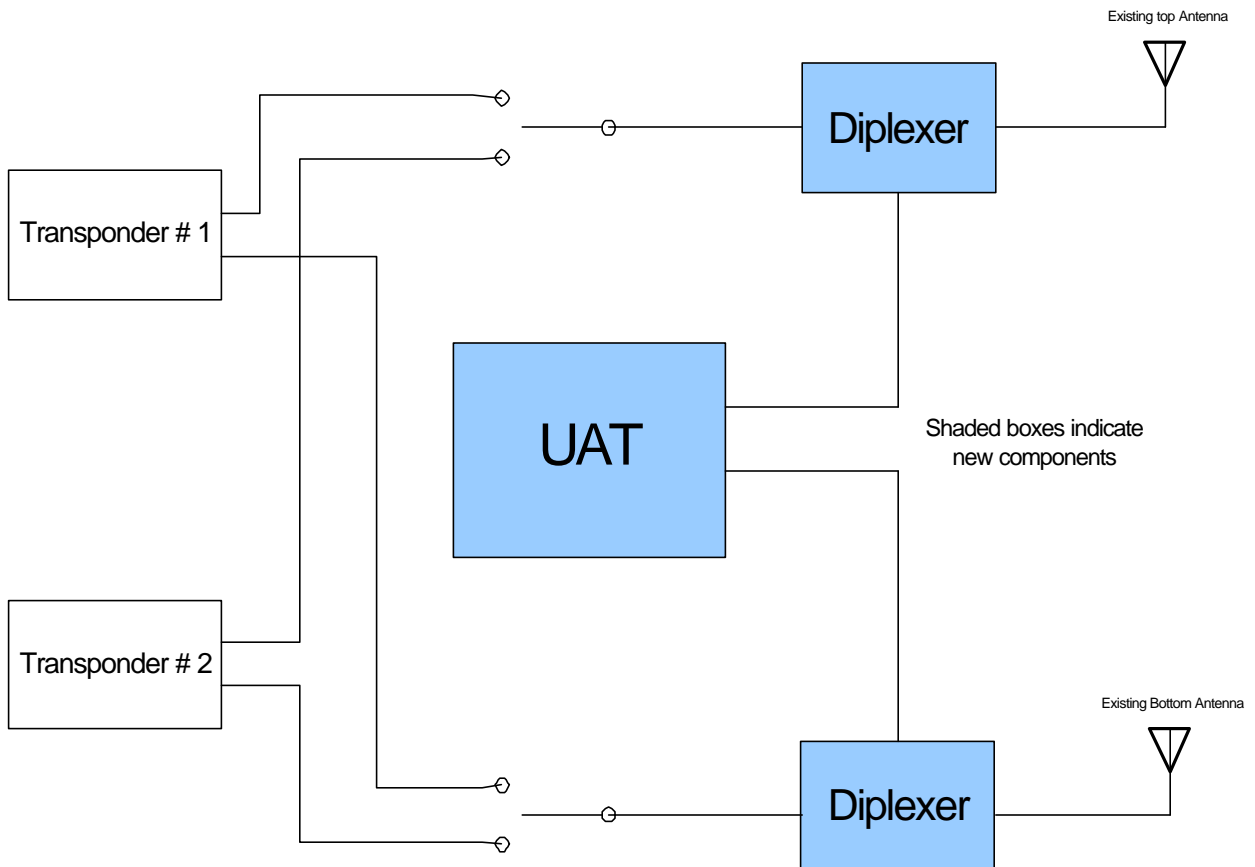 Existing top Antenna
Diplexer
Transponder # 1
UAT
Shaded boxes indicate
new components
Transponder # 2
Existing Bottom Antenna
Diplexer